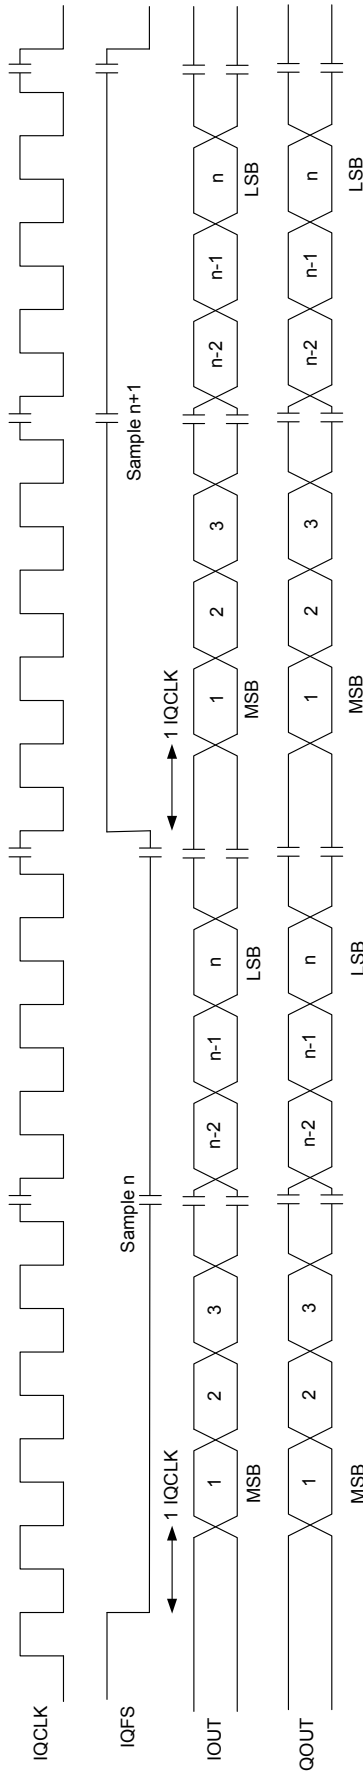 IQCLK
IQFS
Sample n
Sample n+1
1 IQCLK
1 IQCLK
IOUT
1 2 3 n-2 n-1 n 1 2 3 n-2 n-1 n
MSB LSB MSB LSB
QOUT
1 2 3 n-2 n-1 n 1 2 3 n-2 n-1 n
MSB LSB MSB LSB